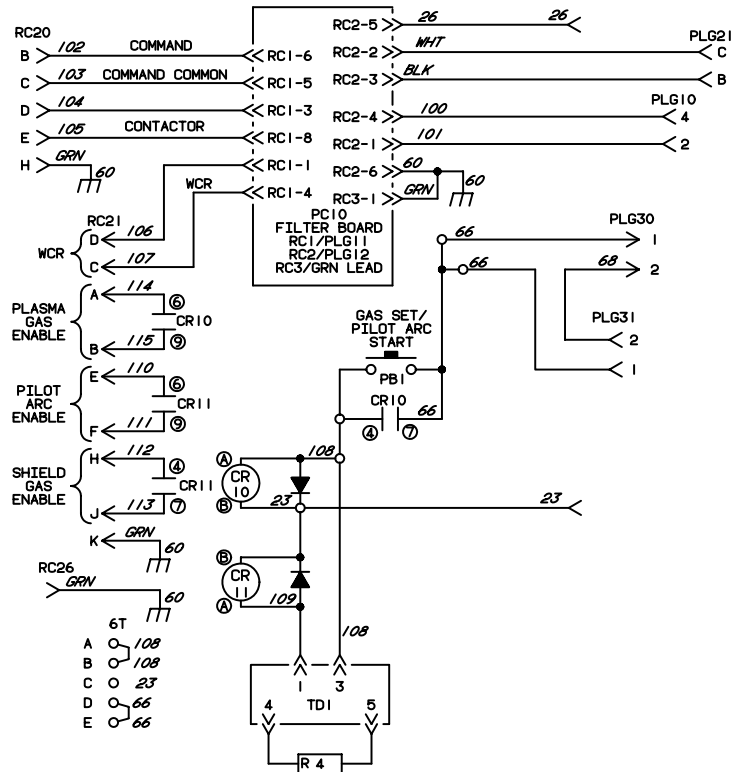 RC20
B 102 COMMAND RC1-6
C 103 COMMAND COMMON RC1-5
D 104 RC1-3
E 105 CONTACTOR RC1-8
H GRN 60 RC1-1
WCR RC1-4
RC2-5 26 26
RC2-2 WHT PLG21 C
RC2-3 BLK B
RC2-4 100 PLG10 4
RC2-1 101 2
RC2-6 60
RC3-1 GRN 60
PC10
FILTER BOARD
RC1/PLG11
RC2/PLG12
RC3/GRN LEAD
RC21
WCR
D 106
C 107
PLASMA
GAS
ENABLE
A 114
6
CR10
B 115
9
PILOT
ARC
ENABLE
E 110
6
CR11
F 111
9
SHIELD
GAS
ENABLE
H 112
4
CR11
J 113
7
K GRN 60
RC26
GRN 60
6T
A 108
B 108
C 23
D 66
E 66
PLG30
66 1
66 68 2
PLG31
2
1
GAS SET/
PILOT ARC
START
PB1
CR10 66
4 7
A 108
CR
10
B 23 23
B
CR
11
A 109
108
1 3
4 TD1 5
R 4